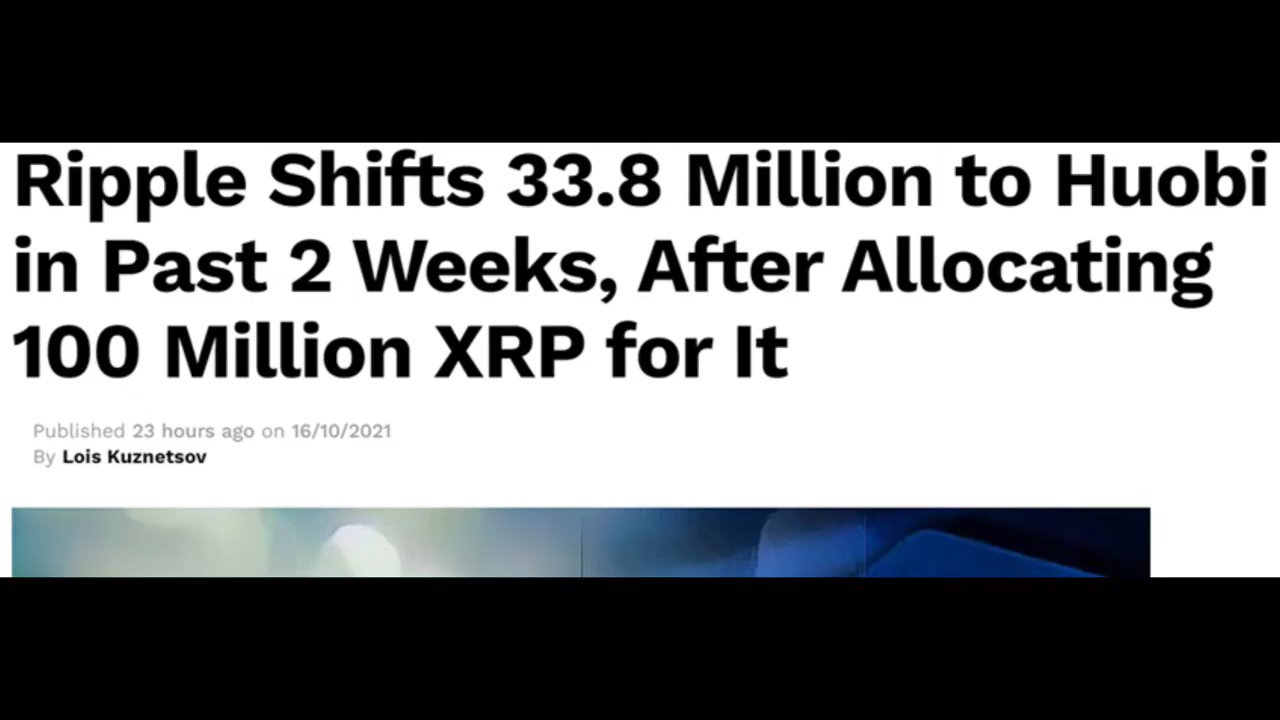 Ripple Shifts 33.8 Million to Huobi
in Past 2 Weeks, After Allocating
100 Million XRP for It
Published 23 hours ago on 16/10/2021
By Lois Kuznetsov